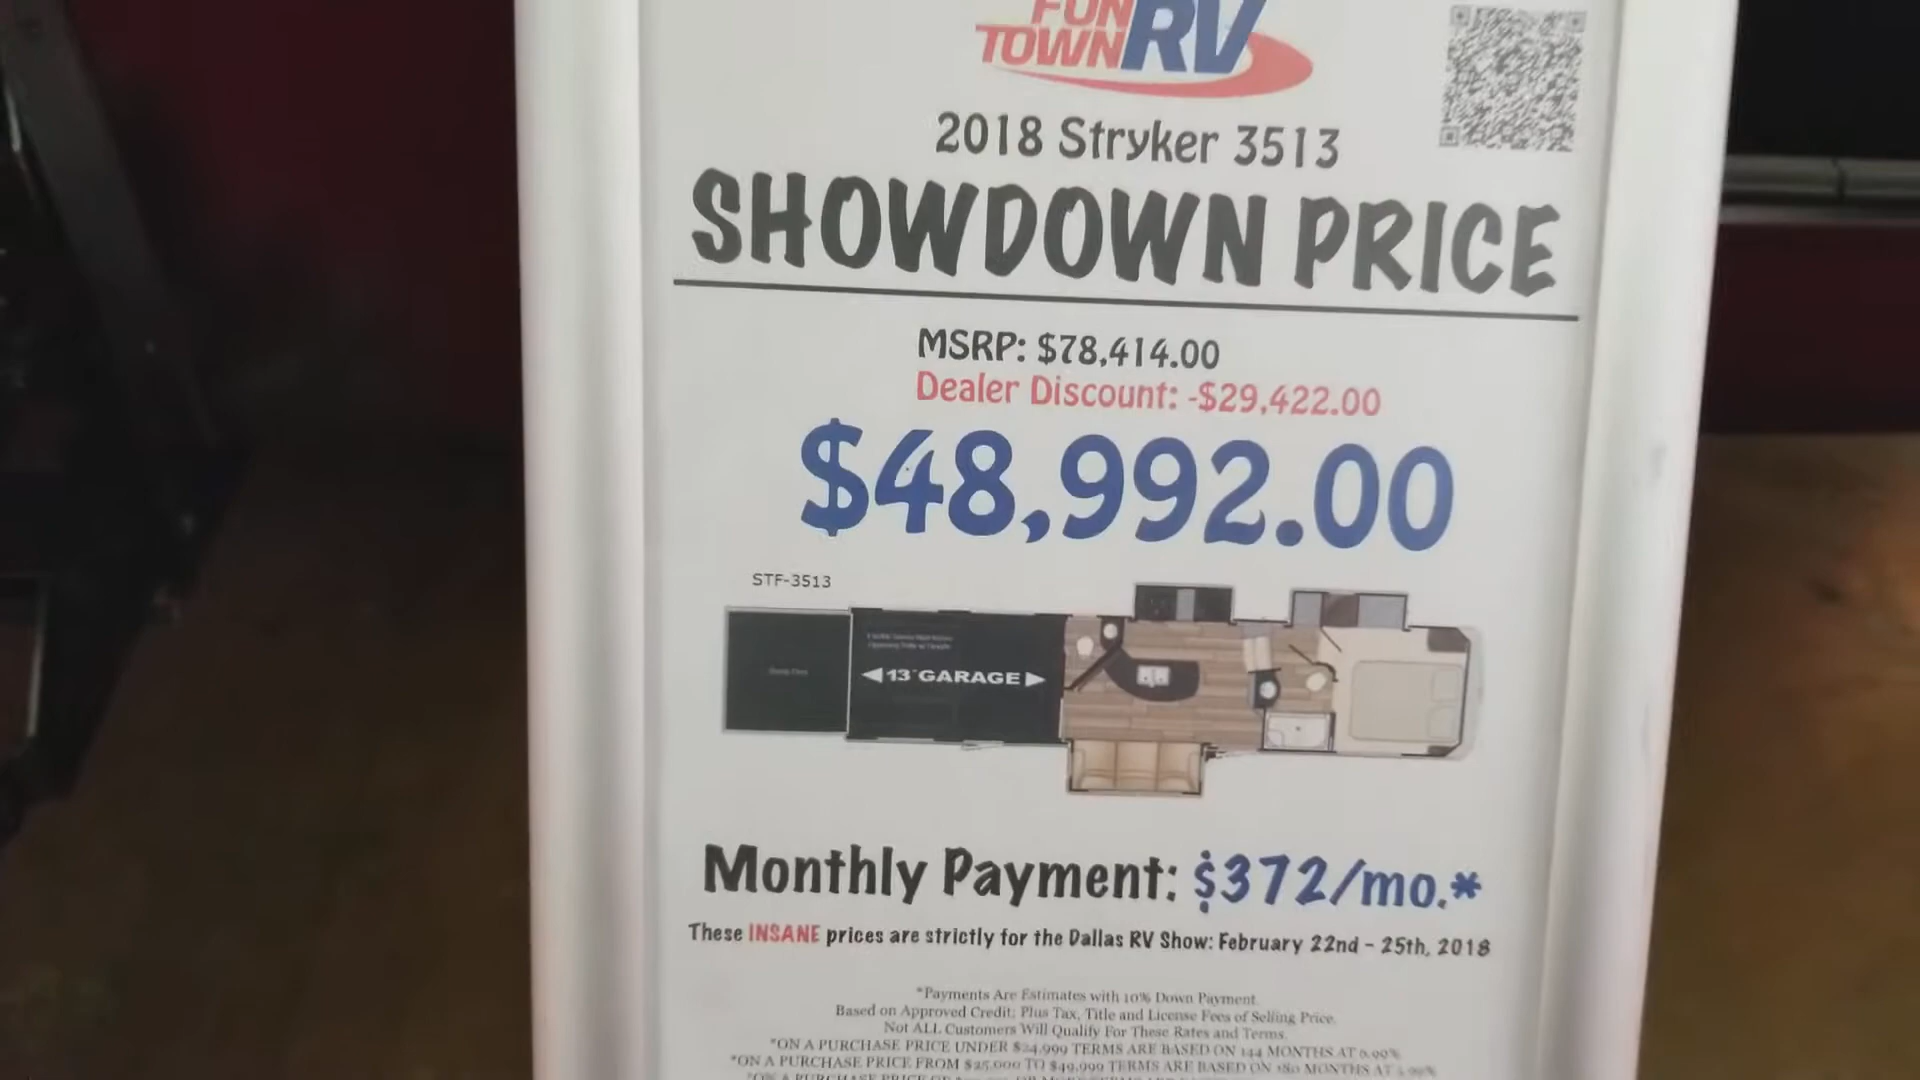 FUN
TOWN RV
2018 Stryker 3513
SHOWDOWN PRICE
MSRP: $78,414.00
Dealer Discount: -$29,422.00
$48,992.00
STF-3513
13' GARAGE
Monthly Payment: $372/mo.*
These INSANE prices are strictly for the Dallas RV Show: February 22nd - 25th, 2018
*Payments Are Estimates with 10% Down Payment.
Based on Approved Credit; Plus Tax, Title and License Fees of Selling Price.
Not ALL Customers Will Qualify For These Rates and Terms.
*ON A PURCHASE PRICE UNDER $24,999 TERMS ARE BASED ON 144 MONTHS AT 6.99%
*ON A PURCHASE PRICE FROM $25,000 TO $49,999 TERMS ARE BASED ON 180 MONTHS AT